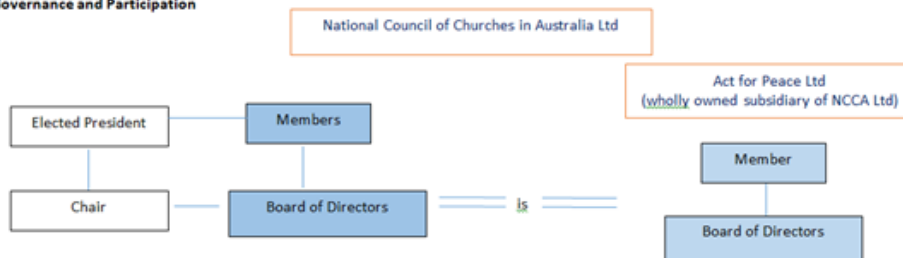 Governance and Participation
National Council of Churches in Australia Ltd
Act for Peace Ltd
(wholly owned subsidiary of NCCA Ltd)
Elected President
Members
Member
Chair
Board of Directors
is
Board of Directors